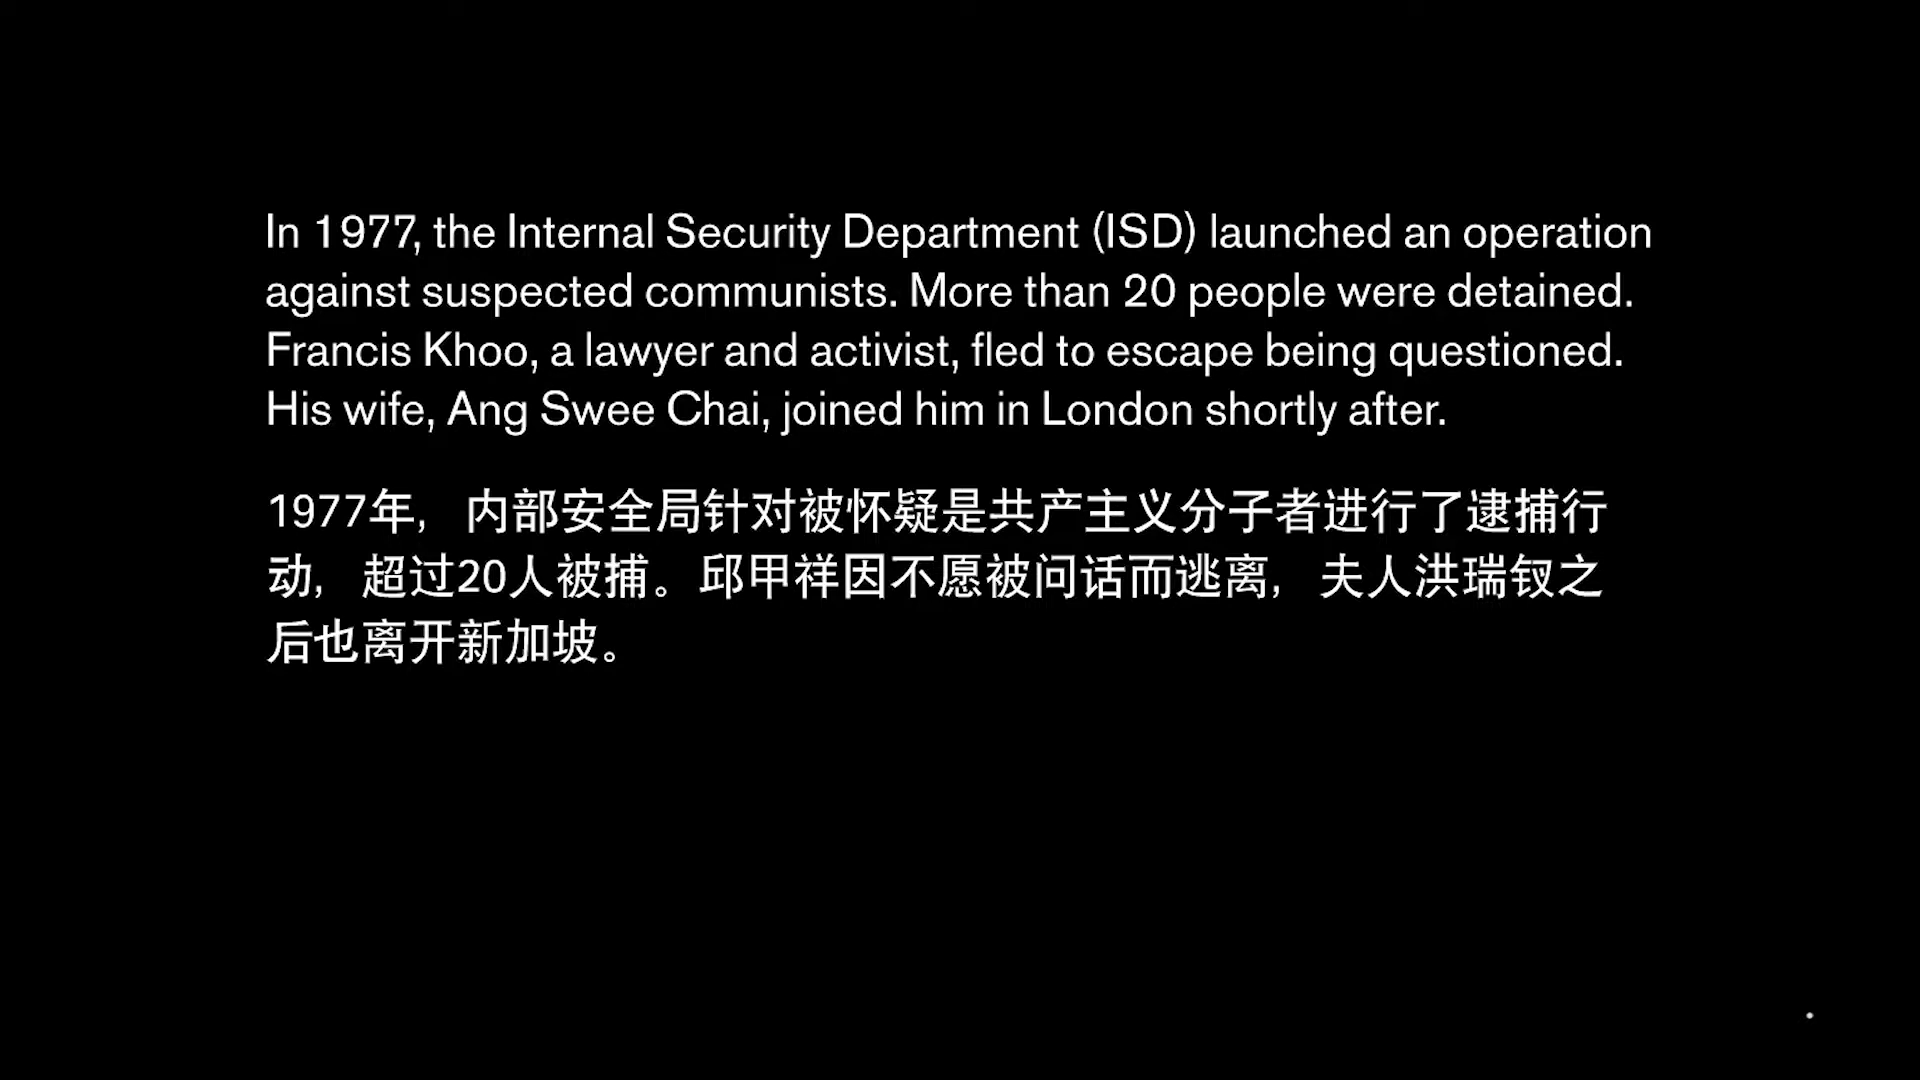 In 1977, the Internal Security Department (ISD) launched an operation
against suspected communists. More than 20 people were detained.
Francis Khoo, a lawyer and activist, fled to escape being questioned.
His wife, Ang Swee Chai, joined him in London shortly after.
1977年，内部安全局针对被怀疑是共产主义分子者进行了逮捕行
动，超过20人被捕。邱甲祥因不愿被问话而逃离，夫人洪瑞钗之
后也离开新加坡。